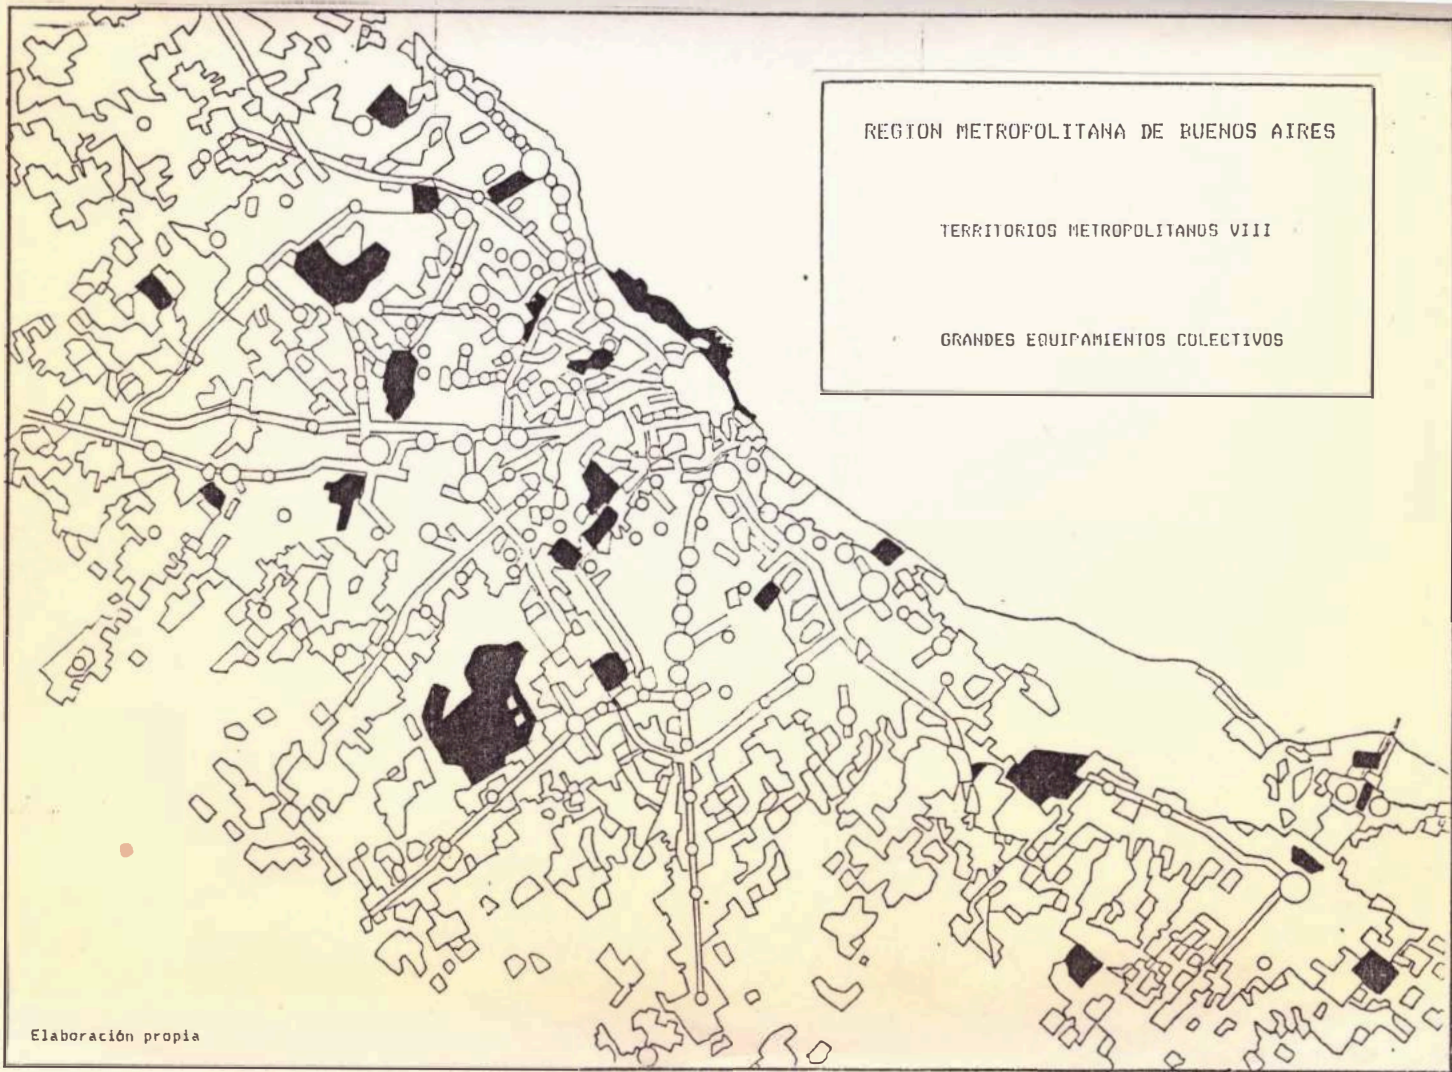 REGION METROPOLITANA DE BUENOS AIRES
TERRITORIOS METROPOLITANOS VIII
GRANDES EQUIPAMIENTOS COLECTIVOS
Elaboración propia